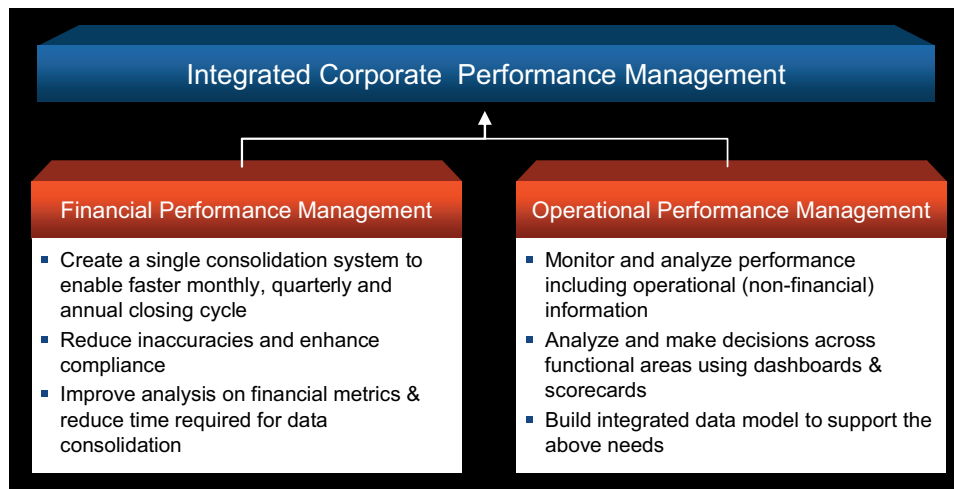 Integrated Corporate Performance Management
Financial Performance Management
▪ Create a single consolidation system to
enable faster monthly, quarterly and
annual closing cycle
▪ Reduce inaccuracies and enhance
compliance
▪ Improve analysis on financial metrics &
reduce time required for data
consolidation
Operational Performance Management
▪ Monitor and analyze performance
including operational (non-financial)
information
▪ Analyze and make decisions across
functional areas using dashboards &
scorecards
▪ Build integrated data model to support the
above needs